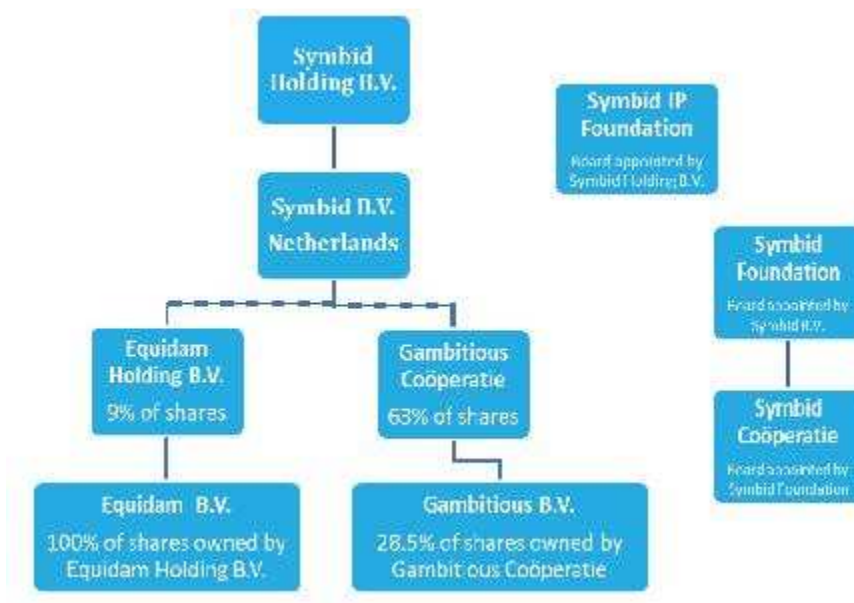 Symbid
Holding B.V.
Symbid IP
Foundation
Board appointed by
Symbid Holding B.V.
Symbid B.V.
Netherlands
Symbid
Foundation
Board appointed by
Symbid B.V.
Equidam
Holding B.V.
9% of shares
Gambitious
Coöperatie
63% of shares
Symbid
Coöperatie
Board appointed by
Symbid Foundation
Equidam B.V.
100% of shares owned by
Equidam Holding B.V.
Gambitious B.V.
28.5% of shares owned by
Gambitious Coöperatie